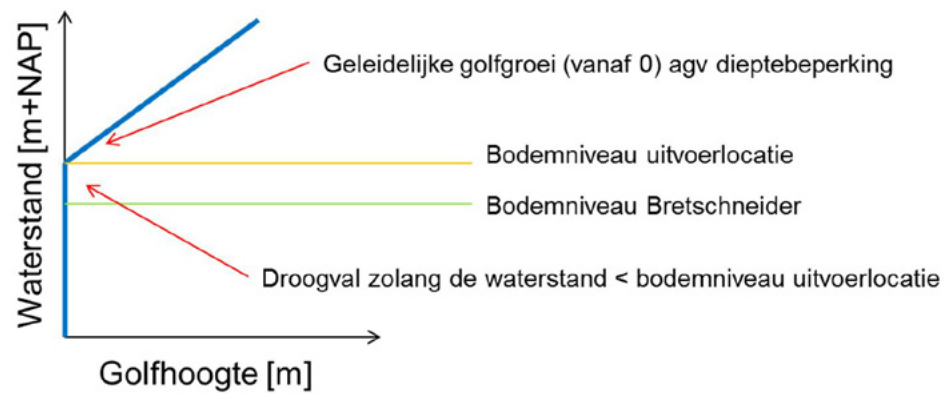 Waterstand [m+NAP]
Geleidelijke golfgroei (vanaf 0) agv dieptebeperking
Bodemniveau uitvoerlocatie
Bodemniveau Bretschneider
Droogval zolang de waterstand < bodemniveau uitvoerlocatie
Golfhoogte [m]